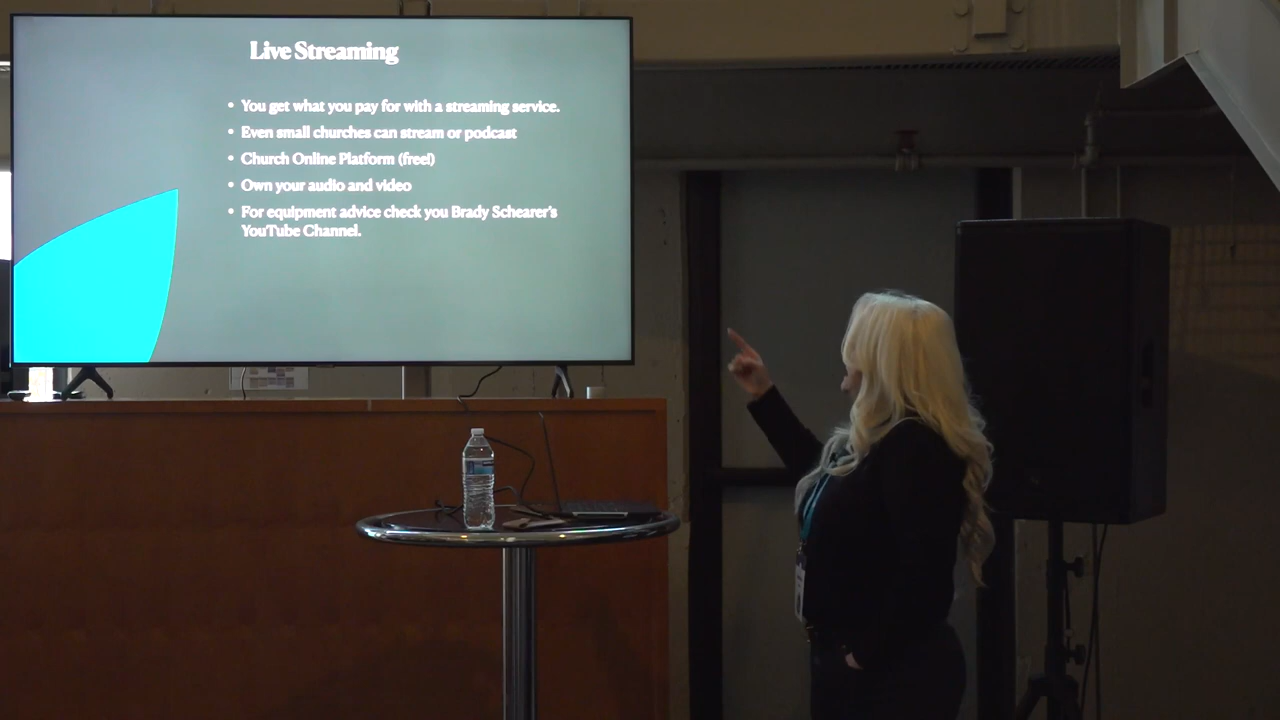 Live Streaming
• You get what you pay for with a streaming service.
• Even small churches can stream or podcast
• Church Online Platform (free!)
• Own your audio and video
• For equipment advice check you Brady Schearer's
YouTube Channel.